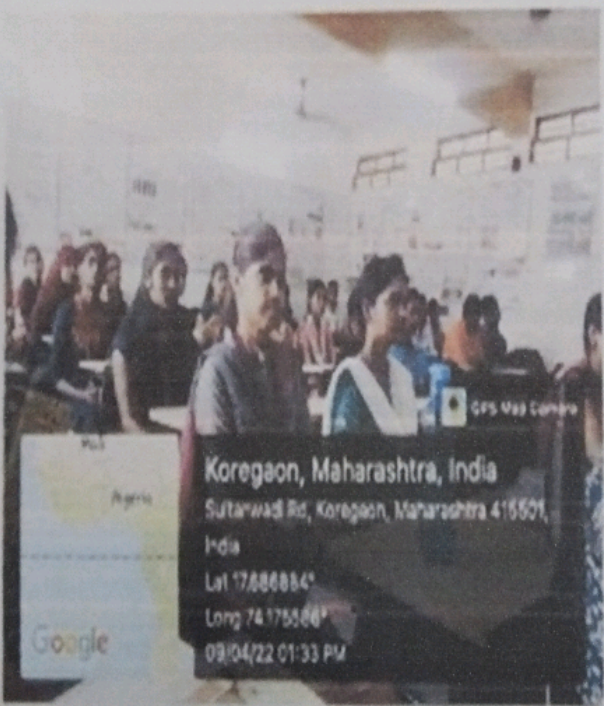 GPS Map Camera
Koregaon, Maharashtra, India
Sultanwadi Rd, Koregaon, Maharashtra 415501,
India
Lat 17.686884°
Long 74.175586°
09/04/22 01:33 PM
Algeria
Google